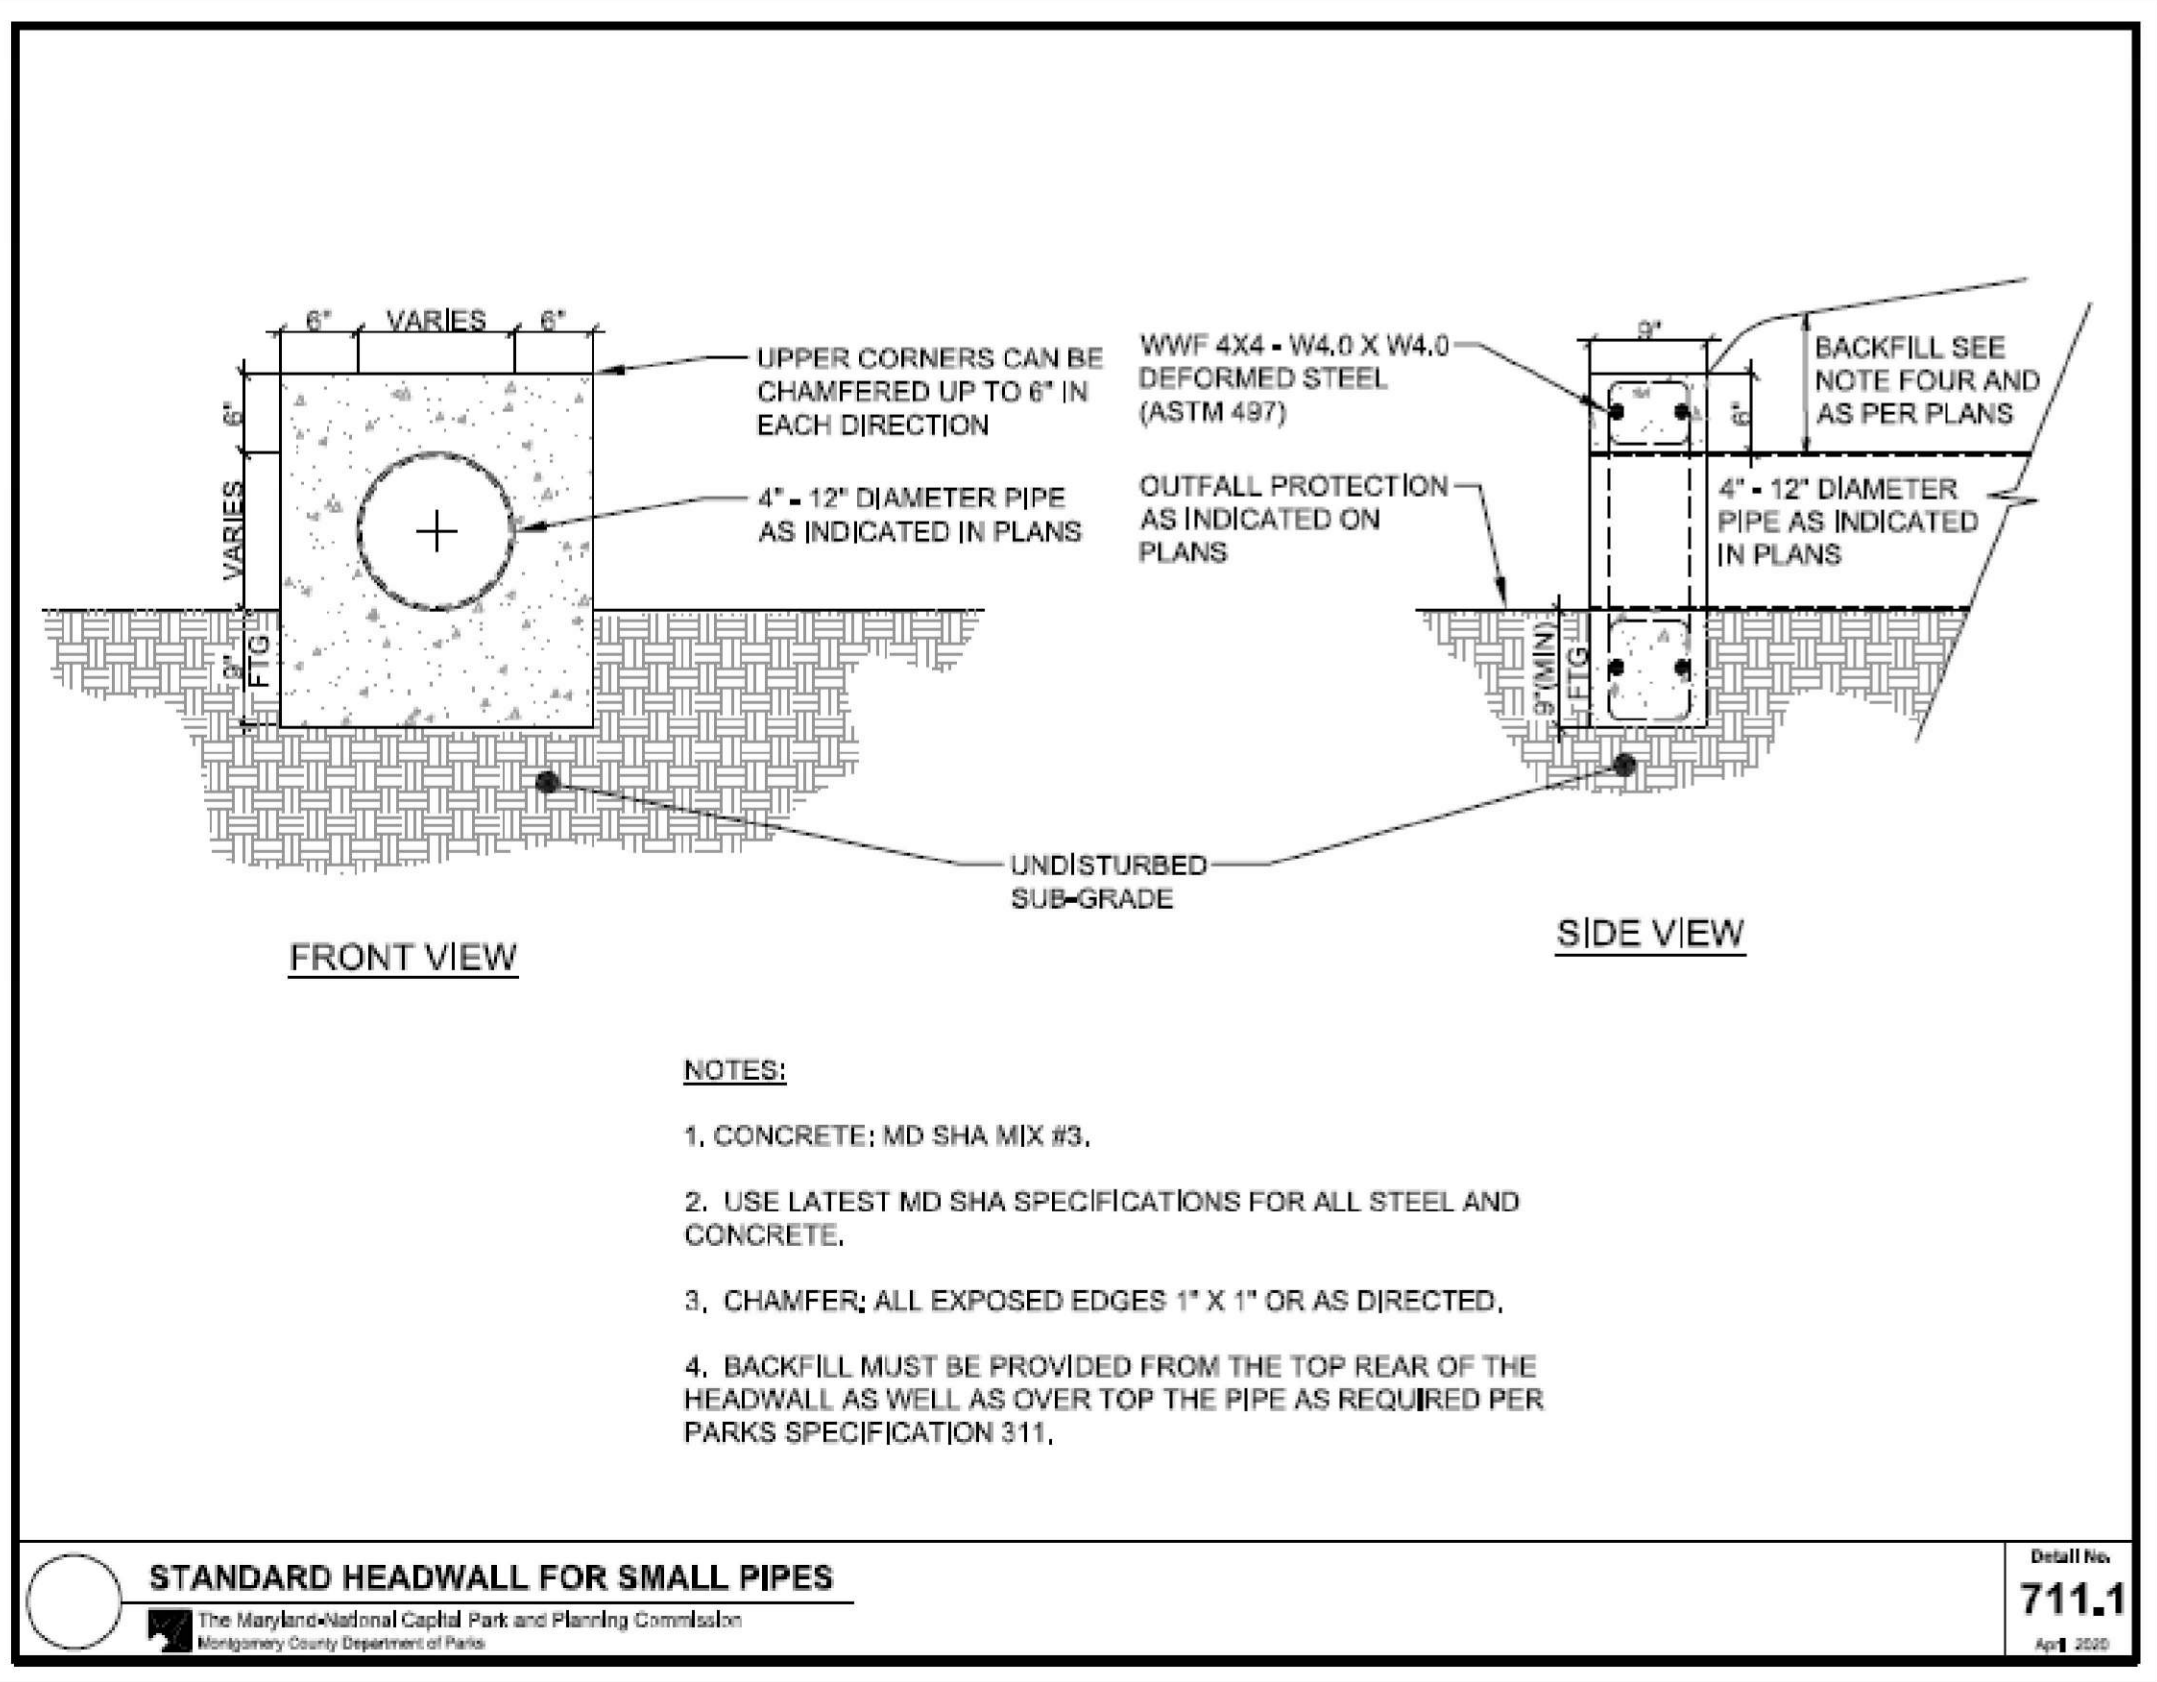 6" VARIES 6"
6"
VARIES
9"
FTG
UPPER CORNERS CAN BE
CHAMFERED UP TO 6" IN
EACH DIRECTION
4" - 12" DIAMETER PIPE
AS INDICATED IN PLANS
WWF 4X4 - W4.0 X W4.0
DEFORMED STEEL
(ASTM 497)
OUTFALL PROTECTION
AS INDICATED ON
PLANS
9"
6"
BACKFILL SEE
NOTE FOUR AND
AS PER PLANS
4" - 12" DIAMETER
PIPE AS INDICATED
IN PLANS
9"(MIN)
FTG
UNDISTURBED
SUB-GRADE
FRONT VIEW
SIDE VIEW
NOTES:
1. CONCRETE: MD SHA MIX #3.
2. USE LATEST MD SHA SPECIFICATIONS FOR ALL STEEL AND
CONCRETE.
3. CHAMFER: ALL EXPOSED EDGES 1" X 1" OR AS DIRECTED.
4. BACKFILL MUST BE PROVIDED FROM THE TOP REAR OF THE
HEADWALL AS WELL AS OVER TOP THE PIPE AS REQUIRED PER
PARKS SPECIFICATION 311.
STANDARD HEADWALL FOR SMALL PIPES
The Maryland-National Capital Park and Planning Commission
Montgomery County Department of Parks
Detail No.
711.1
April 2020